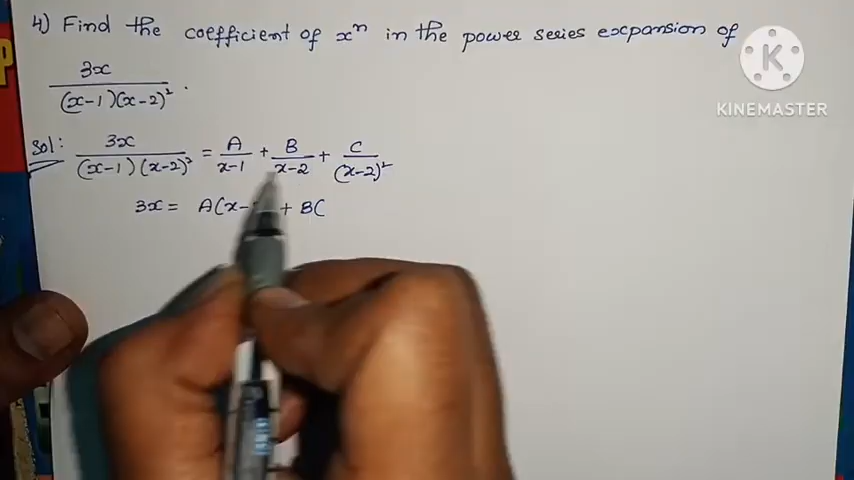 4) Find the coefficient of xⁿ in the power series expansion of
3x / (x-1)(x-2)² .
Sol: 3x / (x-1)(x-2)² = A / x-1 + B / x-2 + C / (x-2)²
3x = A(x- + B(
K
KINEMASTER